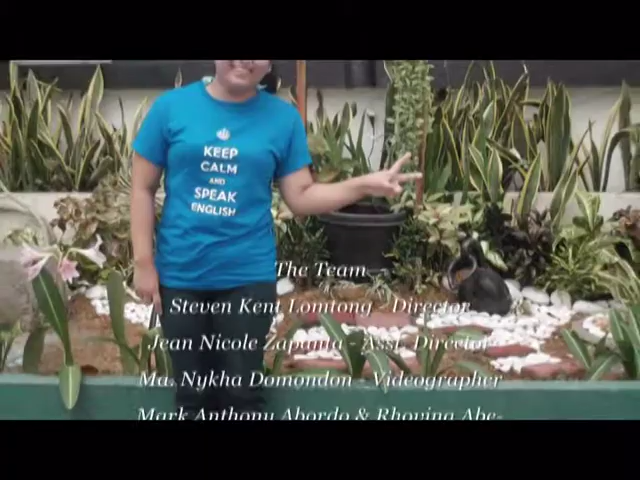 KEEP
CALM
AND
SPEAK
ENGLISH
The Team
Steven Kent Lomtong - Director
Jean Nicole Zapanta - Asst. Director
Ma. Nykha Domondon - Videographer
Mark Anthony Abordo & Rhovina Abe-